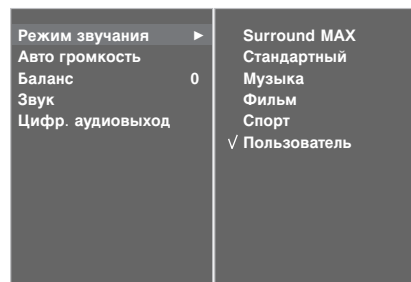 Режим звучания ►
Авто громкость
Баланс 0
Звук
Цифр. аудиовыход
Surround MAX
Стандартный
Музыка
Фильм
Спорт
√ Пользователь